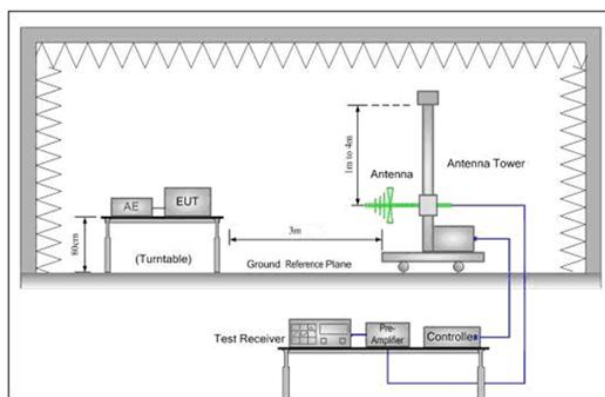 1m to 4m
Antenna
Antenna Tower
AE
EUT
80cm
(Turntable)
3m
Ground Reference Plane
Test Receiver
Pre-
Amplifier
Controller